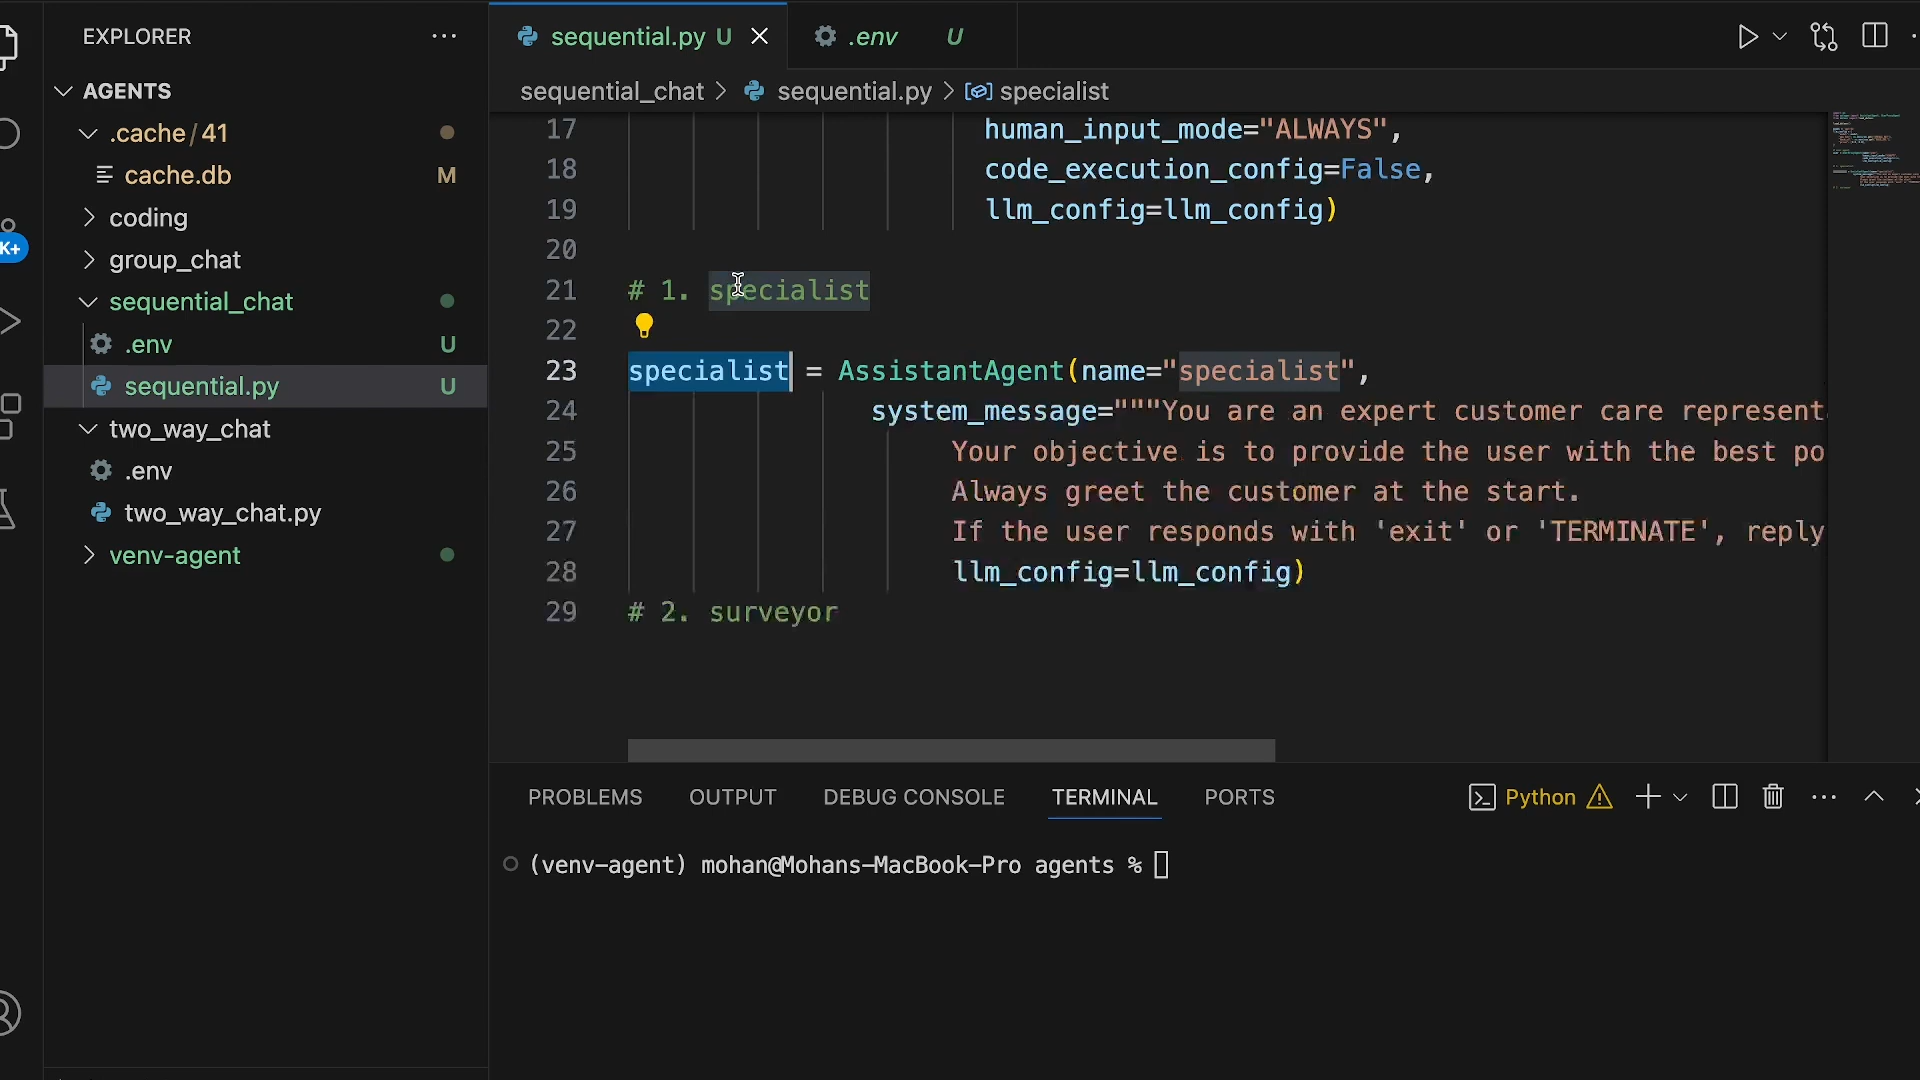 EXPLORER
AGENTS
.cache / 41
cache.db M
coding
group_chat
sequential_chat
.env U
sequential.py U
two_way_chat
.env
two_way_chat.py
venv-agent
K+
sequential.py U
.env U
sequential_chat > sequential.py > specialist
17 human_input_mode="ALWAYS",
18 code_execution_config=False,
19 llm_config=llm_config)
20
21 # 1. specialist
22
23 specialist = AssistantAgent(name="specialist",
24 system_message="""You are an expert customer care represent
25 Your objective is to provide the user with the best po
26 Always greet the customer at the start.
27 If the user responds with 'exit' or 'TERMINATE', reply
28 llm_config=llm_config)
29 # 2. surveyor
PROBLEMS OUTPUT DEBUG CONSOLE TERMINAL PORTS
Python
(venv-agent) mohan@Mohans-MacBook-Pro agents %